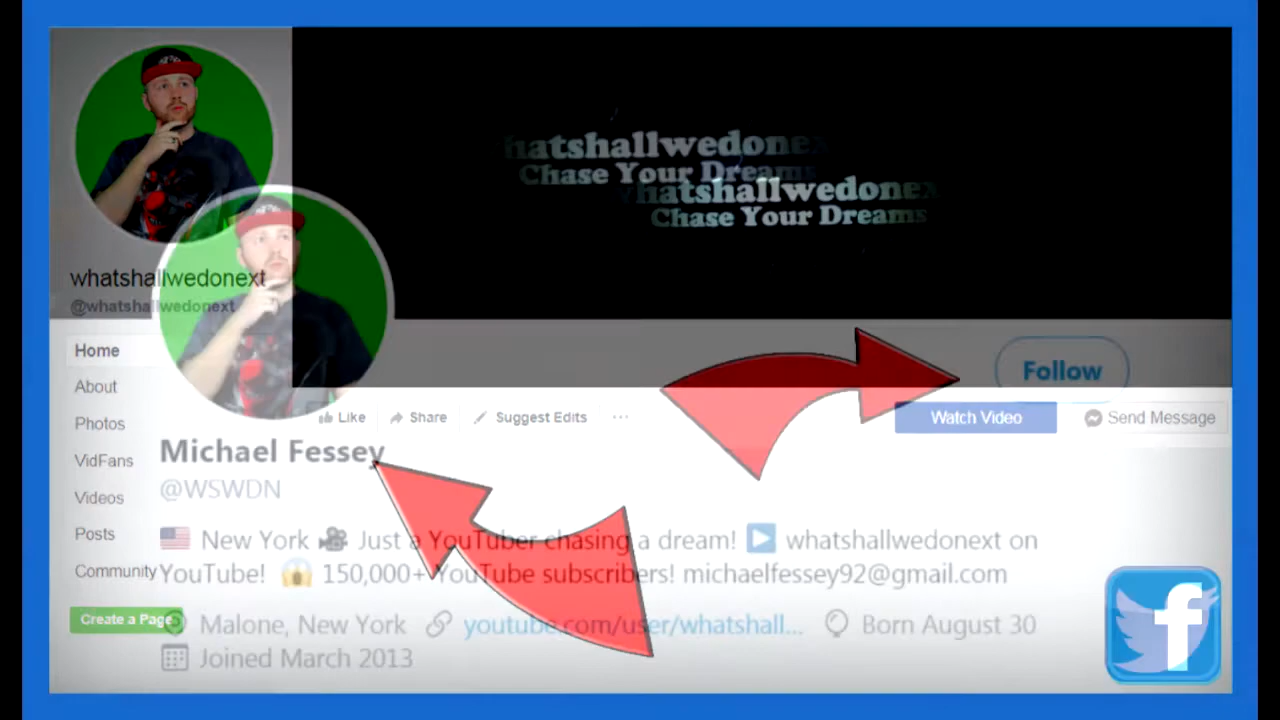 hatshallwedone
Chase Your Dreams
hatshallwedonex
Chase Your Dreams
whatshallwedonext
@whatshallwedonext
Home
Follow
About
Like Share Suggest Edits ...
Watch Video
Send Message
Photos
Michael Fessey
VidFans
@WSWDN
Videos
Posts
New York Just a YouTuber chasing a dream! whatshallwedonext on
Community
YouTube! 150,000+ YouTube subscribers! michaelfessey92@gmail.com
Create a Page
Malone, New York youtube.com/user/whatshall... Born August 30
Joined March 2013
f